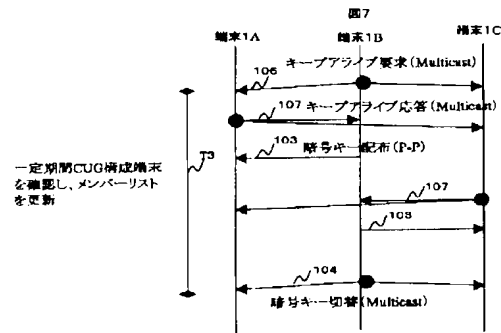 図7
端末1A
端末1B
端末1C
キープアライブ要求(Multicast)
106
107
キープアライブ応答(Multicast)
103
暗号キー配布(P-P)
T3
一定期間CUG構成端末
を確認し、メンバーリスト
を更新
107
103
104
暗号キー切替(Multicast)